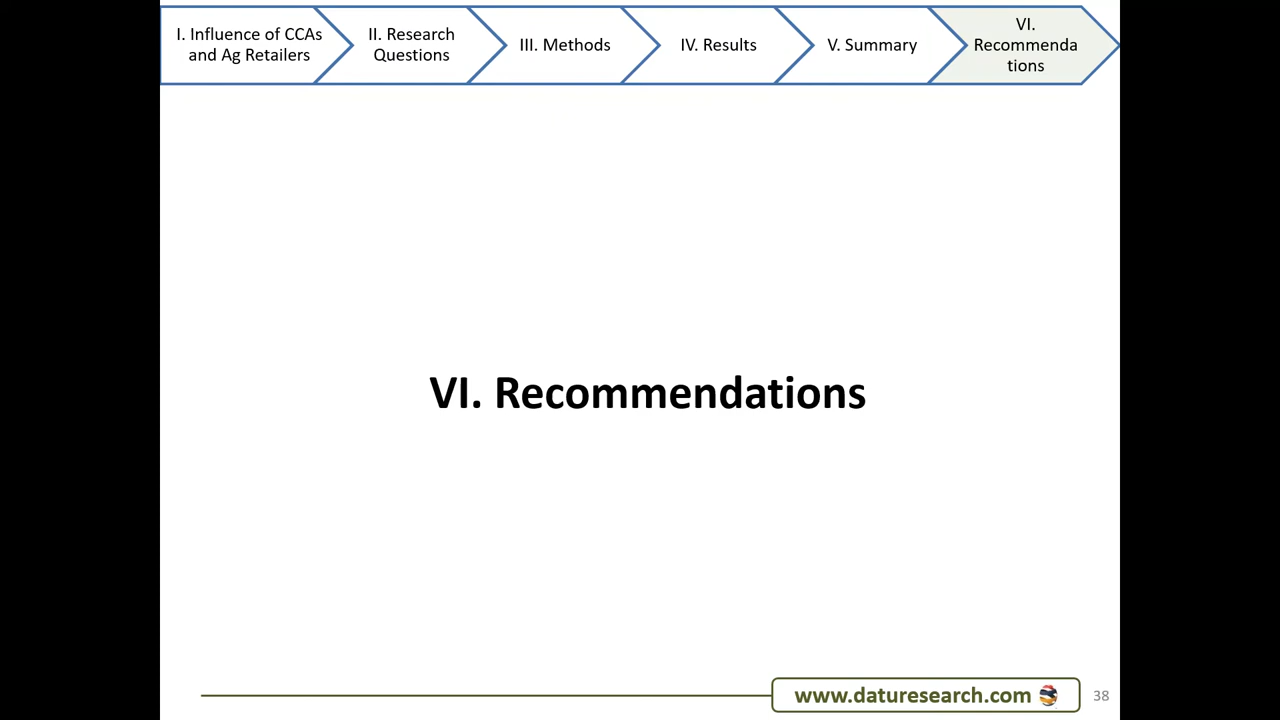 I. Influence of CCAs
and Ag Retailers
II. Research
Questions
III. Methods
IV. Results
V. Summary
VI.
Recommenda
tions
VI. Recommendations
www.daturesearch.com
38